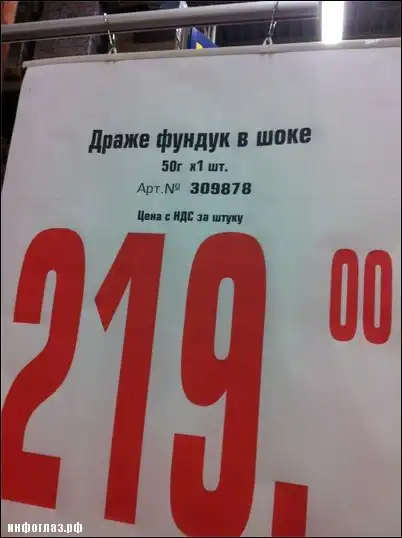 Драже фундук в шоке
50г х1 шт.
Арт.№ 309878
Цена с НДС за штуку
219.00
инфоглаз.рф